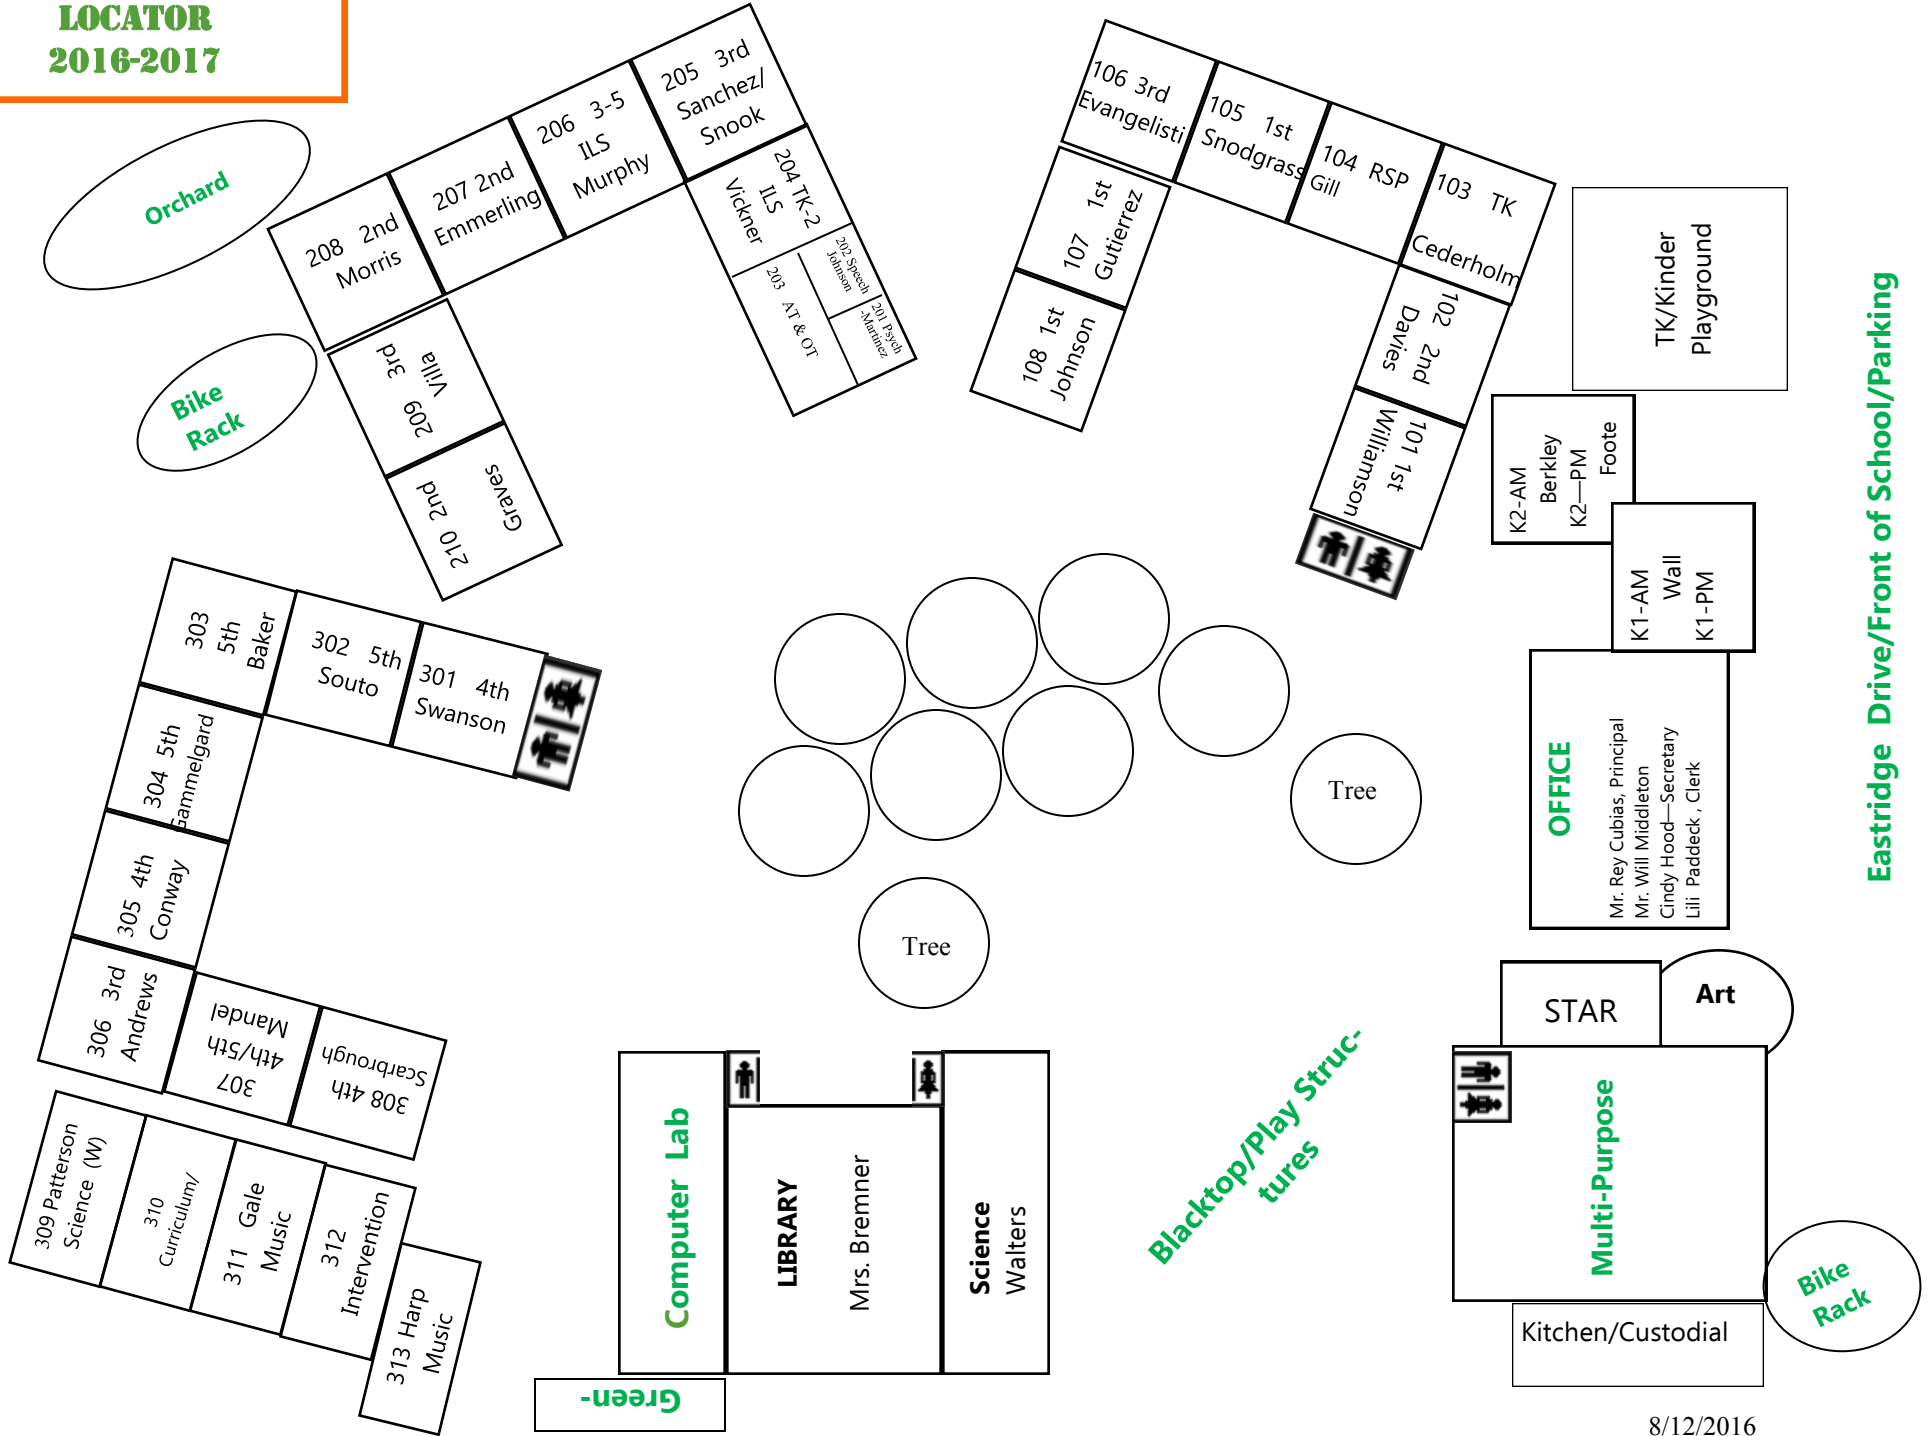 LOCATOR
2016-2017
Orchard
Bike
Rack
205 3rd
Sanchez/
Snook
206 3-5
ILS
Murphy
207 2nd
Emmerling
208 2nd
Morris
204 TK-2
ILS
Vickner
202 Speech
Johnson
201 Psych
-Martinez
203 AT & OT
209 3rd
Villa
210 2nd
Graves
106 3rd
Evangelisti
105 1st
Snodgrass
104 RSP
Gill
103 TK
Cederholm
107 1st
Gutierrez
108 1st
Johnson
102 2nd
Davies
101 1st
Williamson
TK/Kinder
Playground
K2-AM
Berkley
K2—PM
Foote
K1-AM
Wall
K1-PM
Eastridge Drive/Front of School/Parking
OFFICE
Mr. Rey Cubias, Principal
Mr. Will Middleton
Cindy Hood—Secretary
Lili Paddeck , Clerk
303
5th
Baker
302 5th
Souto
301 4th
Swanson
304 5th
Gammelgard
305 4th
Conway
306 3rd
Andrews
307
4th/5th
Mandel
308 4th
Scarbrough
309 Patterson
Science (W)
310
Curriculum/
311 Gale
Music
312
Intervention
313 Harp
Music
Tree
Tree
Computer Lab
LIBRARY
Mrs. Bremner
Science
Walters
Green-
Blacktop/Play Struc-
tures
STAR
Art
Multi-Purpose
Bike
Rack
Kitchen/Custodial
8/12/2016